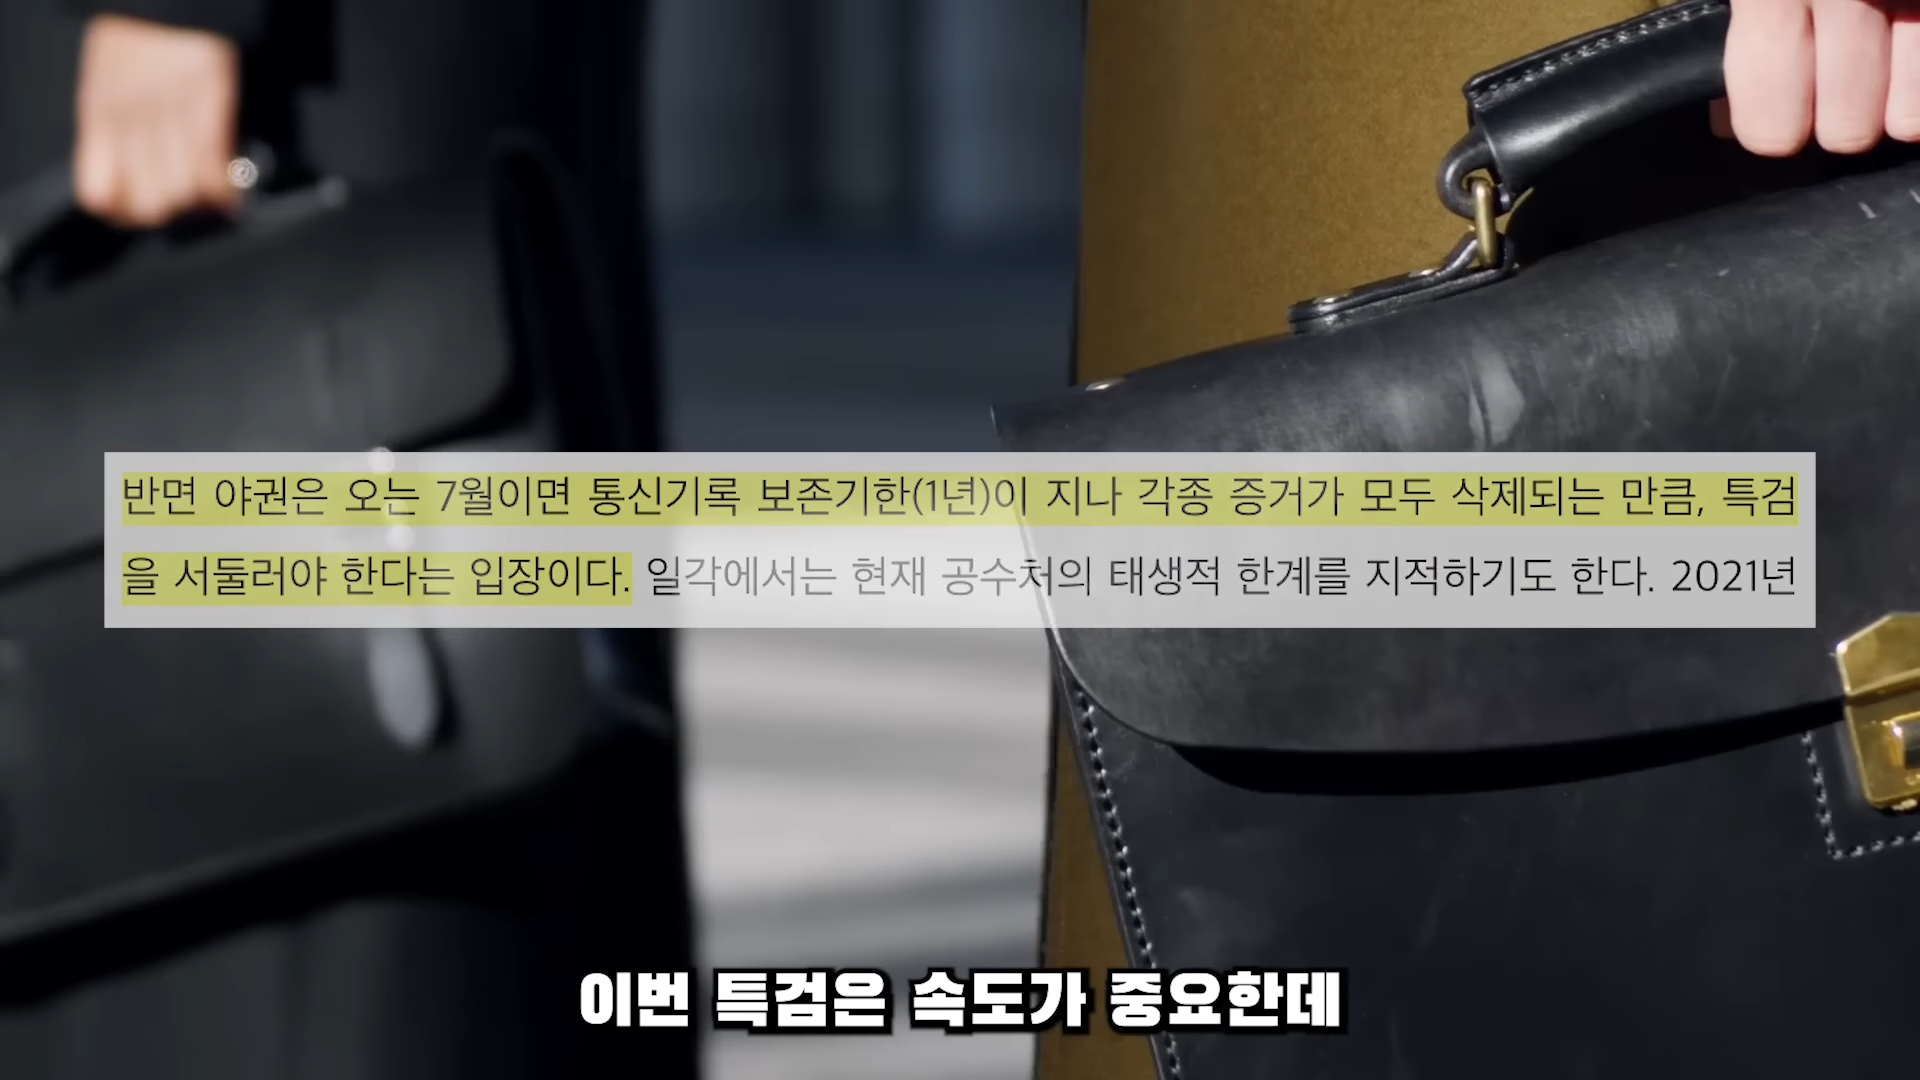 반면 야권은 오는 7월이면 통신기록 보존기한(1년)이 지나 각종 증거가 모두 삭제되는 만큼, 특검
을 서둘러야 한다는 입장이다. 일각에서는 현재 공수처의 태생적 한계를 지적하기도 한다. 2021년
이번 특검은 속도가 중요한데